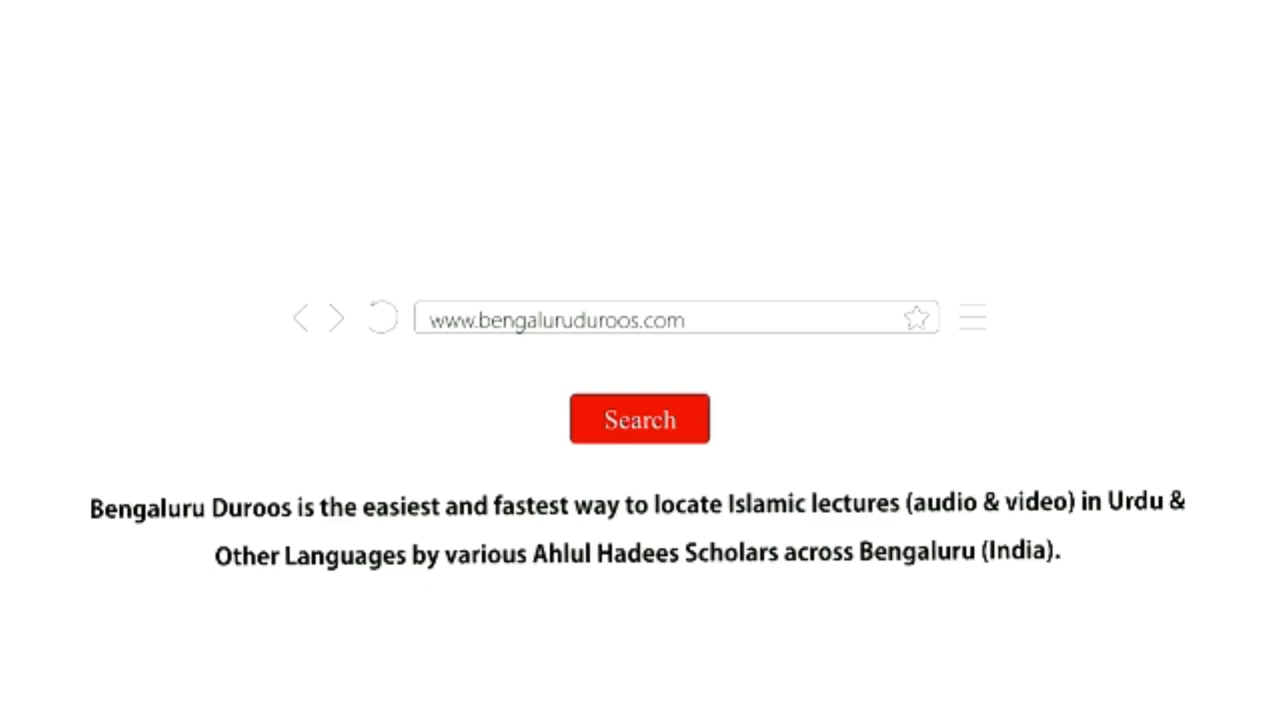 www.bengaluruduroos.com
Search
Bengaluru Duroos is the easiest and fastest way to locate Islamic lectures (audio & video) in Urdu &
Other Languages by various Ahlul Hadees Scholars across Bengaluru (India).